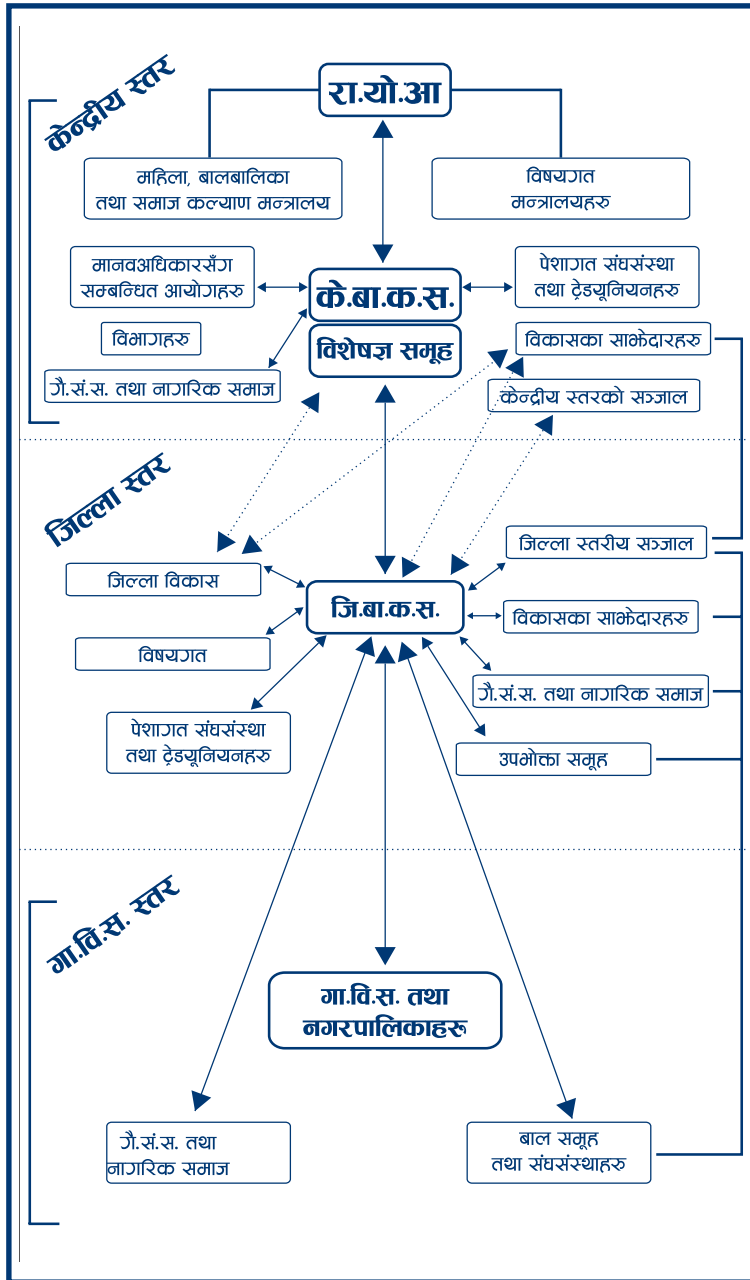 केन्द्रीय स्तर
रा.यो.आ
महिला, बालबालिका
तथा समाज कल्याण मन्त्रालय
विषयगत
मन्त्रालयहरु
मानवअधिकारसँग
सम्बन्धित आयोगहरु
के.बा.क.स.
पेशागत संघसंस्था
तथा ट्रेडयूनियनहरु
विभागहरु
विशेषज्ञ समूह
विकासका साझेदारहरु
गै.सं.स. तथा नागरिक समाज
केन्द्रीय स्तरको सञ्जाल
जिल्ला स्तर
जिल्ला स्तरीय सञ्जाल
जिल्ला विकास
जि.बा.क.स.
विकासका साझेदारहरु
विषयगत
गै.सं.स. तथा नागरिक समाज
पेशागत संघसंस्था
तथा ट्रेडयूनियनहरु
उपभोक्ता समूह
गा.वि.स. स्तर
गा.वि.स. तथा
नगरपालिकाहरु
गै.सं.स. तथा
नागरिक समाज
बाल समूह
तथा संघसंस्थाहरु